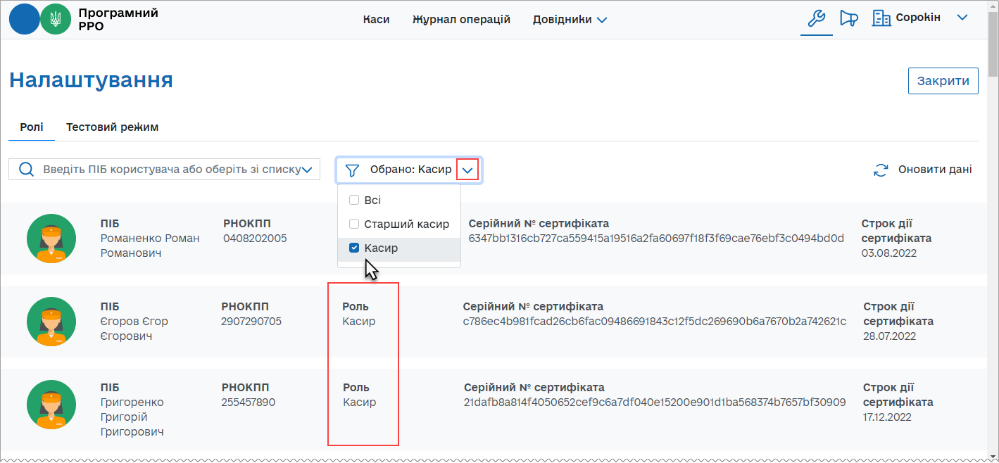 Програмний
РРО
Каси
Журнал операцій
Довідники
Сорокін
Налаштування
Закрити
Ролі
Тестовий режим
Введіть ПІБ користувача або оберіть зі списку
Обрано: Касир
Оновити дані
Всі
Старший касир
Касир
ПІБ
Романенко Роман
Романович
РНОКПП
0408202005
Серійний № сертифіката
6347bb1316cb727ca559415a19516a2fa60697f18f3f69cae76ebf3c0494bd0d
Строк дії
сертифіката
03.08.2022
ПІБ
Єгоров Єгор
Єгорович
РНОКПП
2907290705
Роль
Касир
Серійний № сертифіката
c786ec4b981fcad26cb6fac09486691843c12f5dc269690b6a7670b2a742621c
Строк дії
сертифіката
28.07.2022
ПІБ
Григоренко
Григорій
Григорович
РНОКПП
255457890
Роль
Касир
Серійний № сертифіката
21dafb8a814f4050652cef9c6a7df040e15200e901d1ba568374b7657bf30909
Строк дії
сертифіката
17.12.2022